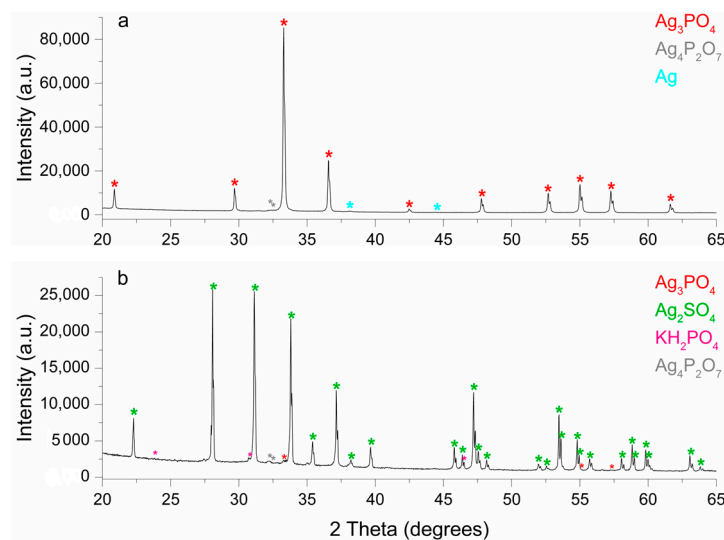 a
Ag₃PO₄
Ag₄P₂O₇
Ag
Intensity (a.u.)
80,000
60,000
40,000
20,000
0
20 25 30 35 40 45 50 55 60 65
b
Ag₃PO₄
Ag₂SO₄
KH₂PO₄
Ag₄P₂O₇
Intensity (a.u.)
25,000
20,000
15,000
10,000
5000
0
20 25 30 35 40 45 50 55 60 65
2 Theta (degrees)